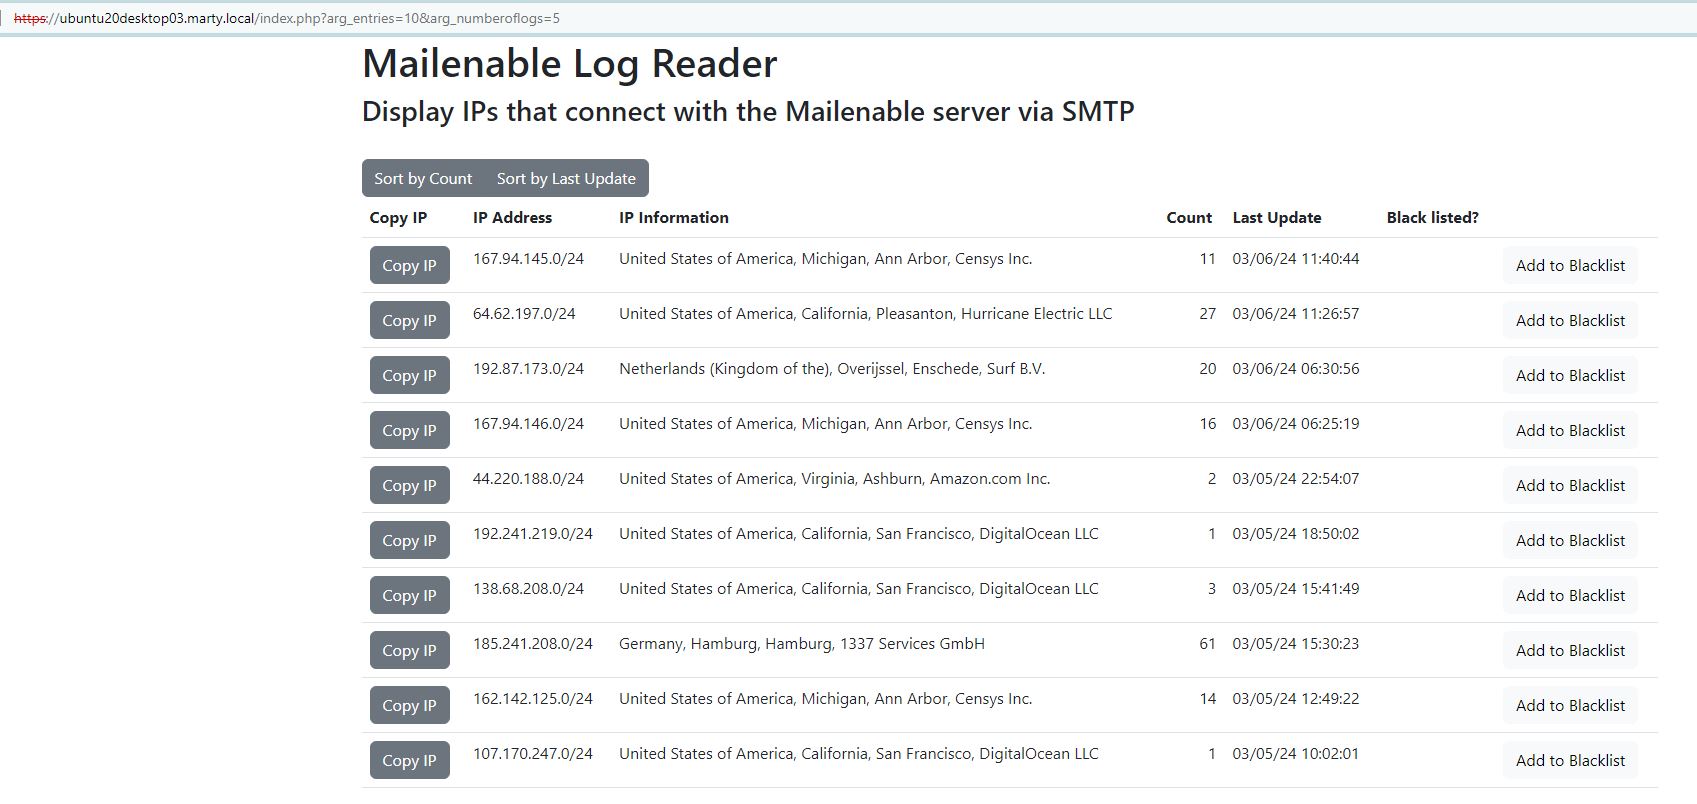 https://ubuntu20desktop03.marty.local/index.php?arg_entries=10&arg_numberoflogs=5
Mailenable Log Reader
Display IPs that connect with the Mailenable server via SMTP
Sort by Count Sort by Last Update
Copy IP IP Address IP Information Count Last Update Black listed?
Copy IP 167.94.145.0/24 United States of America, Michigan, Ann Arbor, Censys Inc. 11 03/06/24 11:40:44 Add to Blacklist
Copy IP 64.62.197.0/24 United States of America, California, Pleasanton, Hurricane Electric LLC 27 03/06/24 11:26:57 Add to Blacklist
Copy IP 192.87.173.0/24 Netherlands (Kingdom of the), Overijssel, Enschede, Surf B.V. 20 03/06/24 06:30:56 Add to Blacklist
Copy IP 167.94.146.0/24 United States of America, Michigan, Ann Arbor, Censys Inc. 16 03/06/24 06:25:19 Add to Blacklist
Copy IP 44.220.188.0/24 United States of America, Virginia, Ashburn, Amazon.com Inc. 2 03/05/24 22:54:07 Add to Blacklist
Copy IP 192.241.219.0/24 United States of America, California, San Francisco, DigitalOcean LLC 1 03/05/24 18:50:02 Add to Blacklist
Copy IP 138.68.208.0/24 United States of America, California, San Francisco, DigitalOcean LLC 3 03/05/24 15:41:49 Add to Blacklist
Copy IP 185.241.208.0/24 Germany, Hamburg, Hamburg, 1337 Services GmbH 61 03/05/24 15:30:23 Add to Blacklist
Copy IP 162.142.125.0/24 United States of America, Michigan, Ann Arbor, Censys Inc. 14 03/05/24 12:49:22 Add to Blacklist
Copy IP 107.170.247.0/24 United States of America, California, San Francisco, DigitalOcean LLC 1 03/05/24 10:02:01 Add to Blacklist